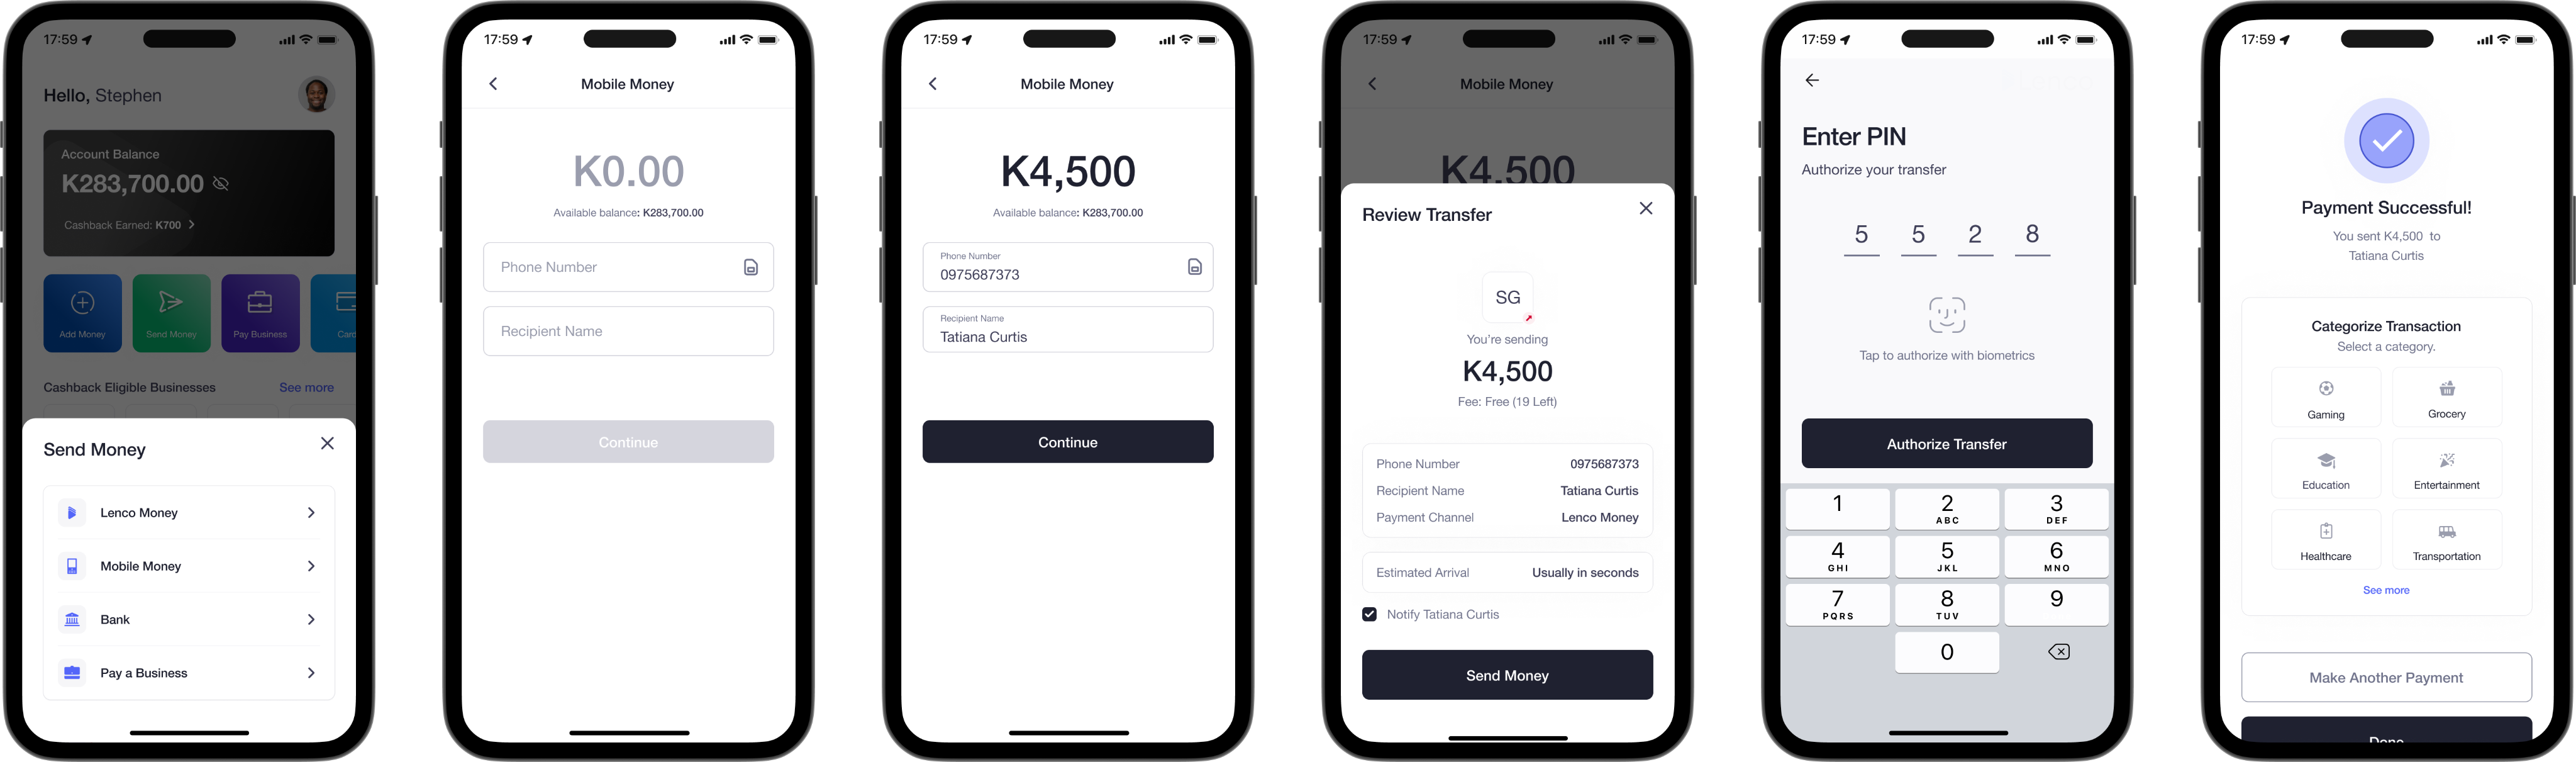 17:59
Hello, Stephen
Account Balance
K283,700.00
Cashback Earned: K700
Add Money
Send Money
Pay Business
Card
Cashback Eligible Businesses
See more
Send Money
Lenco Money
Mobile Money
Bank
Pay a Business
17:59
Mobile Money
K0.00
Available balance: K283,700.00
Phone Number
Recipient Name
Continue
17:59
Mobile Money
K4,500
Available balance: K283,700.00
Phone Number
0975687373
Recipient Name
Tatiana Curtis
Continue
17:59
Mobile Money
K4,500
Review Transfer
SG
You're sending
K4,500
Fee: Free (19 Left)
Phone Number 0975687373
Recipient Name Tatiana Curtis
Payment Channel Lenco Money
Estimated Arrival Usually in seconds
Notify Tatiana Curtis
Send Money
17:59
Enter PIN
Authorize your transfer
5 5 2 8
Tap to authorize with biometrics
Authorize Transfer
1 2 3
ABC DEF
4 5 6
GHI JKL MNO
7 8 9
PQRS TUV
0
17:59
Payment Successful!
You sent K4,500 to
Tatiana Curtis
Categorize Transaction
Select a category.
Gaming Grocery
Education Entertainment
Healthcare Transportation
See more
Make Another Payment
Done